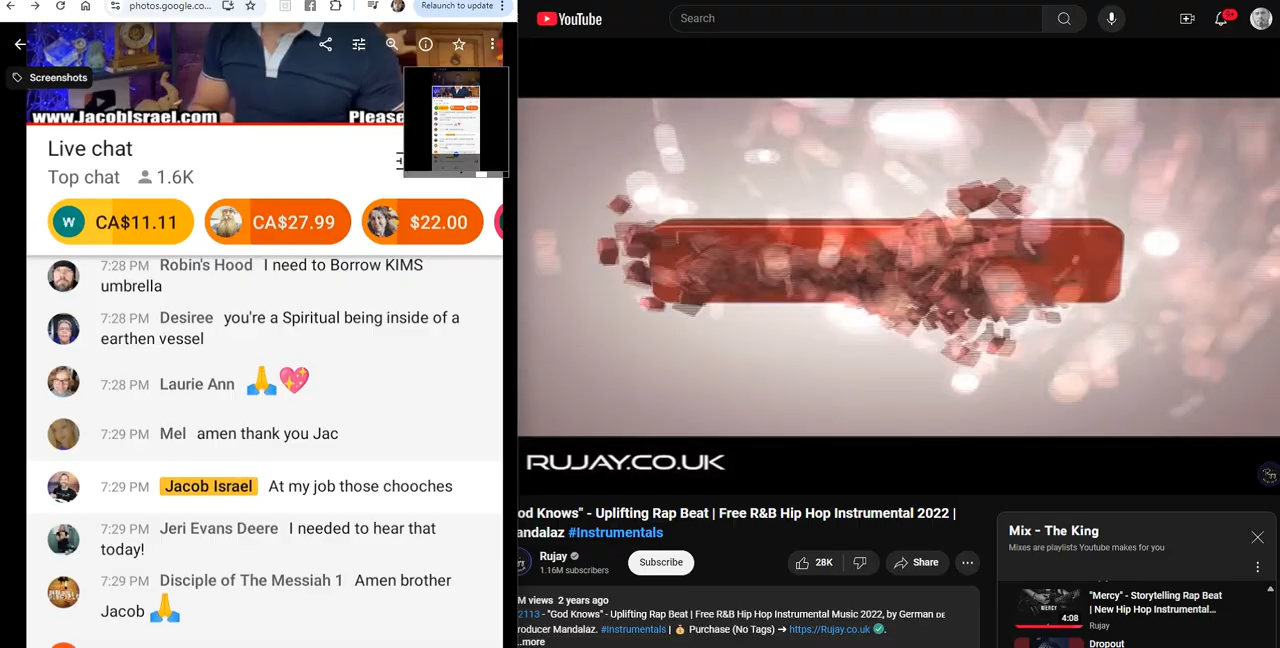 photos.google.co...
Relaunch to update
Screenshots
www.JacobIsrael.com
Please
Live chat
Top chat 1.6K
W CA$11.11 CA$27.99 $22.00
7:28 PM Robin's Hood I need to Borrow KIMS
umbrella
7:28 PM Desiree you're a Spiritual being inside of a
earthen vessel
7:28 PM Laurie Ann 🙏💖
7:29 PM Mel amen thank you Jac
7:29 PM Jacob Israel At my job those chooches
7:29 PM Jeri Evans Deere I needed to hear that
today!
7:29 PM Disciple of The Messiah 1 Amen brother
Jacob 🙏
YouTube
Search
9+
RUJAY.CO.UK
od Knows" - Uplifting Rap Beat | Free R&B Hip Hop Instrumental 2022 |
andalaz #Instrumentals
Rujay
1.16M subscribers
Subscribe
28K
Share
M views 2 years ago
2113 - "God Knows" - Uplifting Rap Beat | Free R&B Hip Hop Instrumental Music 2022, by German DE
roducer Mandalaz. #Instrumentals | 💰 Purchase (No Tags) ➔ https://Rujay.co.uk ✅.
...more
Mix - The King
Mixes are playlists Youtube makes for you
MERCY
4:08
"Mercy" - Storytelling Rap Beat
| New Hip Hop Instrumental...
Rujay
Dropout